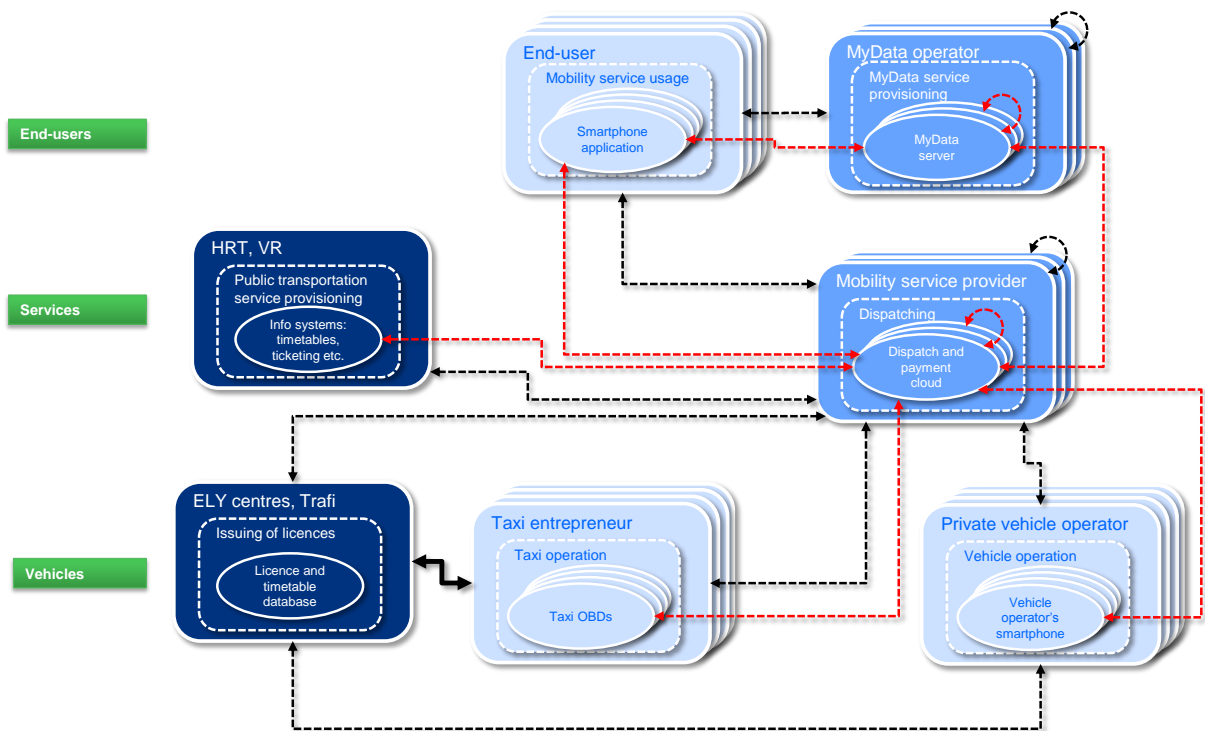 End-user
Mobility service usage
Smartphone
application
MyData operator
MyData service
provisioning
MyData
server
End-users
HRT, VR
Public transportation
service provisioning
Info systems:
timetables,
ticketing etc.
Mobility service provider
Dispatching
Dispatch and
payment
cloud
Services
ELY centres, Trafi
Issuing of licences
Licence and
timetable
database
Taxi entrepreneur
Taxi operation
Taxi OBDs
Private vehicle operator
Vehicle operation
Vehicle
operator's
smartphone
Vehicles